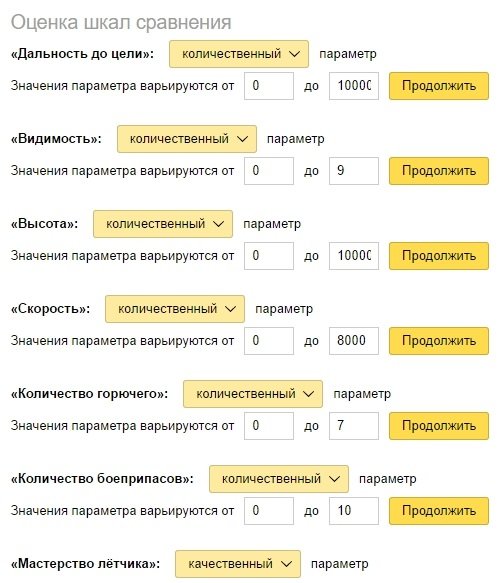 Оценка шкал сравнения
«Дальность до цели»: количественный параметр
Значения параметра варьируются от 0 до 10000 Продолжить
«Видимость»: количественный параметр
Значения параметра варьируются от 0 до 9 Продолжить
«Высота»: количественный параметр
Значения параметра варьируются от 0 до 10000 Продолжить
«Скорость»: количественный параметр
Значения параметра варьируются от 0 до 8000 Продолжить
«Количество горючего»: количественный параметр
Значения параметра варьируются от 0 до 7 Продолжить
«Количество боеприпасов»: количественный параметр
Значения параметра варьируются от 0 до 10 Продолжить
«Мастерство лётчика»: качественный параметр